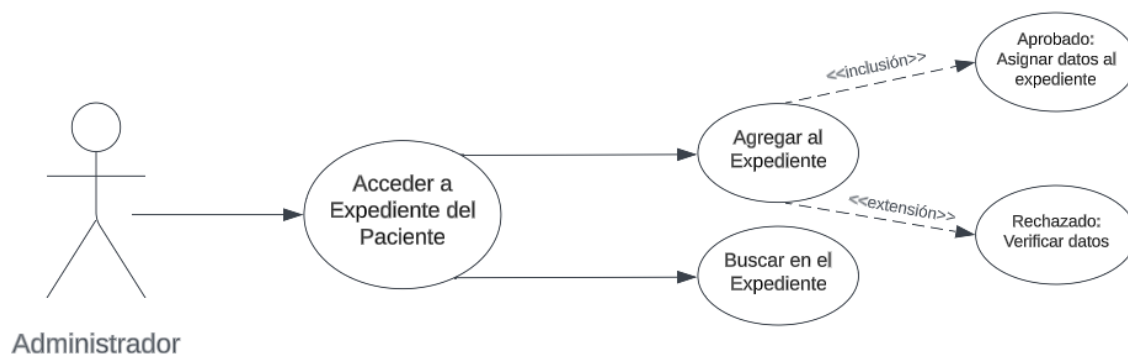 Administrador
Acceder a
Expediente del
Paciente
Agregar al
Expediente
Buscar en el
Expediente
<<inclusión>>
Aprobado:
Asignar datos al
expediente
<<extensión>>
Rechazado:
Verificar datos